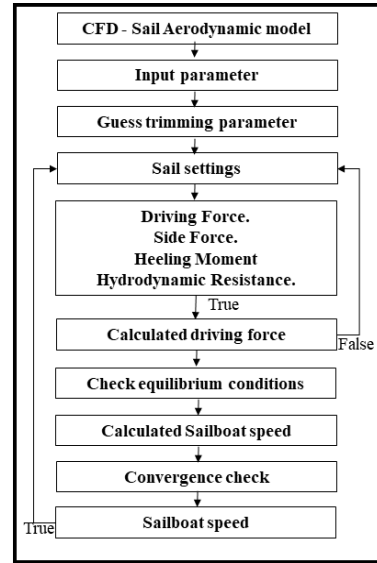 CFD - Sail Aerodynamic model
Input parameter
Guess trimming parameter
Sail settings
Driving Force.
Side Force.
Heeling Moment
Hydrodynamic Resistance.
True
Calculated driving force
False
Check equilibrium conditions
Calculated Sailboat speed
Convergence check
Sailboat speed
True